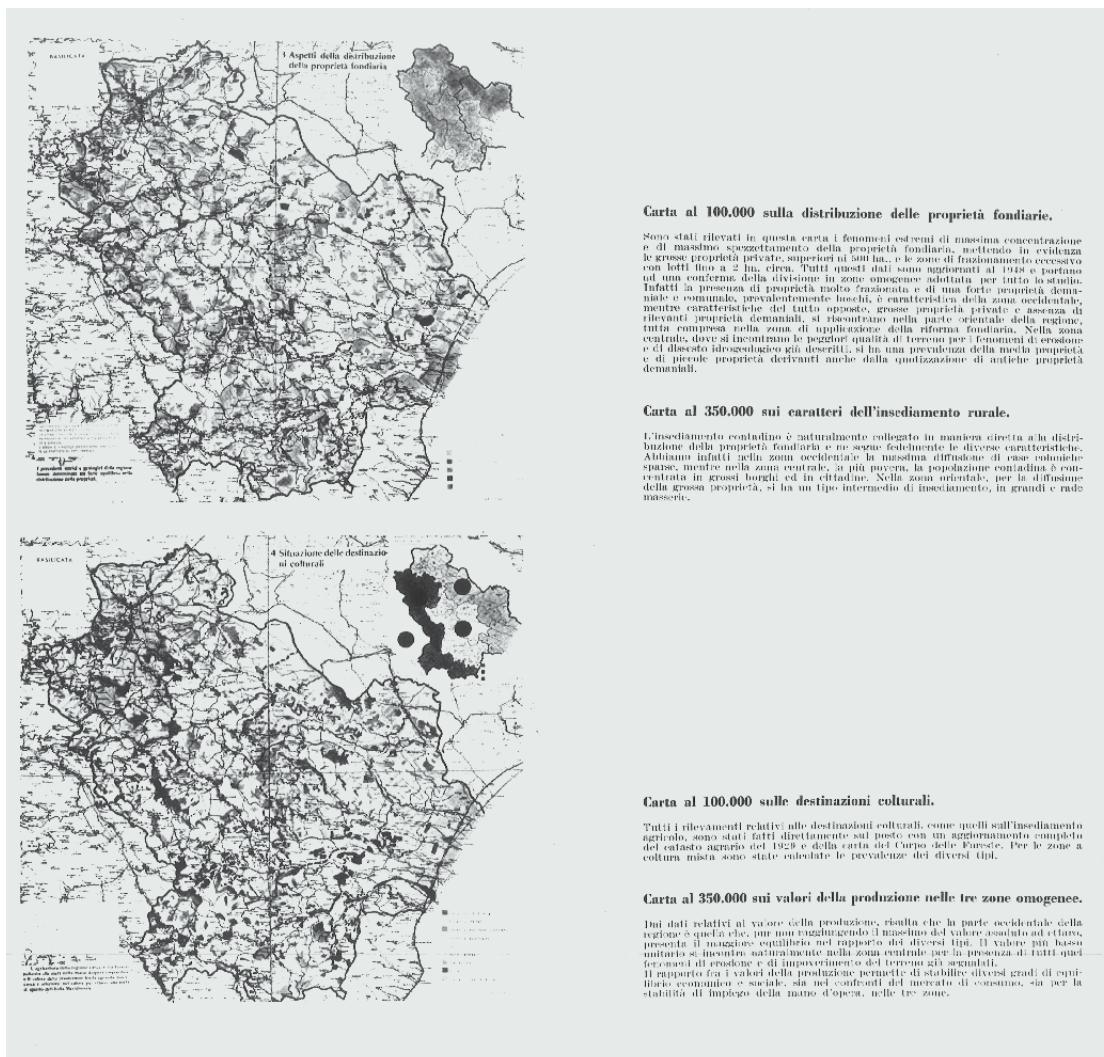 BASILICATA
3 Aspetti della distribuzione
della proprietà fondiaria
I precedenti storici e geologici della regione
hanno determinato un forte squilibrio nella
distribuzione della proprietà.
Carta al 100.000 sulla distribuzione delle proprietà fondiarie.
Sono stati rilevati in questa carta i fenomeni estremi di massima concentrazione
e di massimo spezzettamento della proprietà fondiaria, mettendo in evidenza
le grosse proprietà private, superiori ai 500 ha., e le zone di frazionamento eccessivo
con lotti fino a 2 ha. circa. Tutti questi dati sono aggiornati al 1948 e portano
ad una conferma della divisione in zone omogenee adottata per tutto lo studio.
Infatti la presenza di proprietà molto frazionata e di una forte proprietà dema-
niale e comunale, prevalentemente boschi, è caratteristica della zona occidentale,
mentre caratteristiche del tutto opposte, grosse proprietà private e assenza di
rilevanti proprietà demaniali, si riscontrano nella parte orientale della regione,
tutta compresa nella zona di applicazione della riforma fondiaria. Nella zona
centrale, dove si incontrano le peggiori qualità di terreno per i fenomeni di erosione
e di dissesto idrogeologico già descritti, si ha una prevalenza della media proprietà
e di piccole proprietà derivanti anche dalla quotizzazione di antiche proprietà
demaniali.
Carta al 350.000 sui caratteri dell'insediamento rurale.
L'insediamento contadino è naturalmente collegato in maniera diretta alla distri-
buzione della proprietà fondiaria e ne segue fedelmente le diverse caratteristiche.
Abbiamo infatti nella zona occidentale la massima diffusione di case coloniche
sparse, mentre nella zona centrale, la più povera, la popolazione contadina è con-
centrata in grossi borghi ed in cittadine. Nella zona orientale, per la diffusione
della grossa proprietà, si ha un tipo intermedio di insediamento, in grandi e rade
masserie.
BASILICATA
4 Situazione delle destinazio
ni colturali
Carta al 100.000 sulle destinazioni colturali.
Tutti i rilevamenti relativi alle destinazioni colturali, come quelli sull'insediamento
agricolo, sono stati fatti direttamente sul posto con un aggiornamento completo
del catasto agrario del 1929 e della carta del Corpo delle Foreste. Per le zone a
coltura mista sono state calcolate le prevalenze dei diversi tipi.
Carta al 350.000 sui valori della produzione nelle tre zone omogenee.
Dai dati relativi al valore della produzione, risulta che la parte occidentale della
regione è quella che, pur non raggiungendo il massimo del valore assoluto ad ettaro,
presenta il maggiore equilibrio nel rapporto dei diversi tipi. Il valore più basso
unitario si incontra naturalmente nella zona centrale per la presenza di tutti quei
fenomeni di erosione e di impoverimento del terreno già segnalati.
Il rapporto fra i valori della produzione permette di stabilire diversi gradi di equi-
librio economico e sociale, sia nei confronti del mercato di consumo, sia per la
stabilità di impiego della mano d'opera, nelle tre zone.